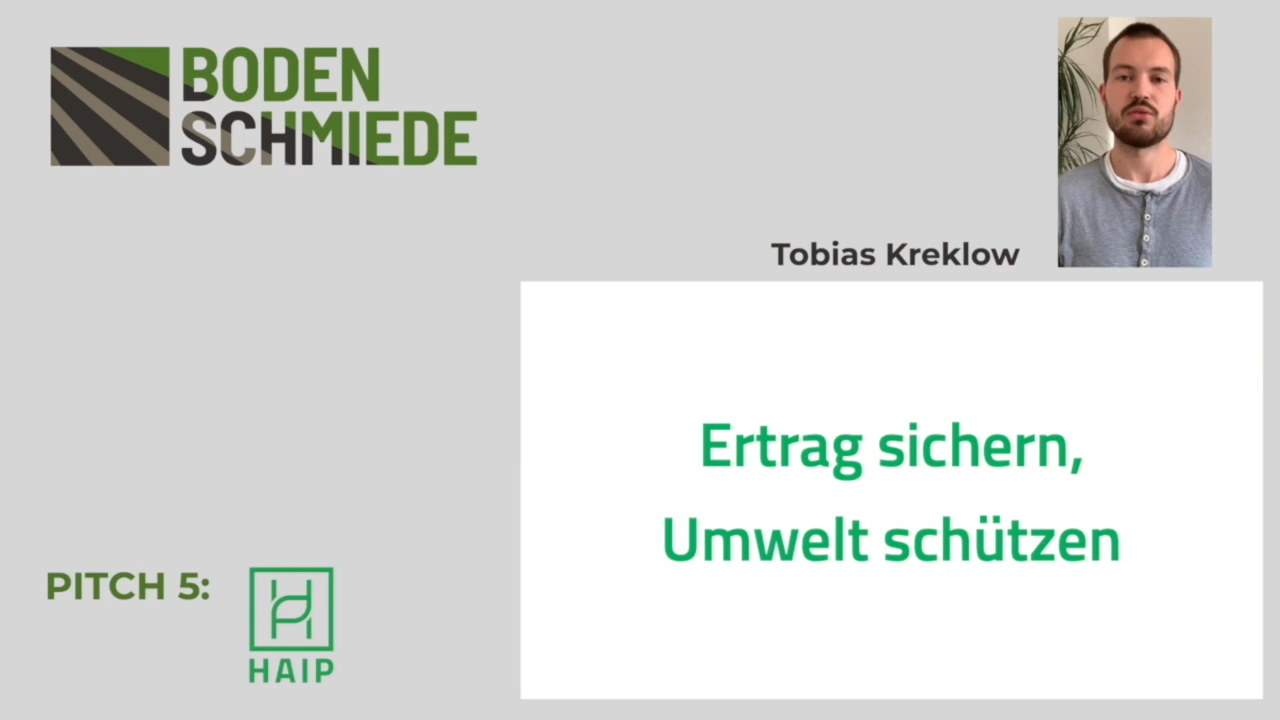 BODEN
SCHMIEDE
Tobias Kreklow
Ertrag sichern,
Umwelt schützen
PITCH 5:
HAIP